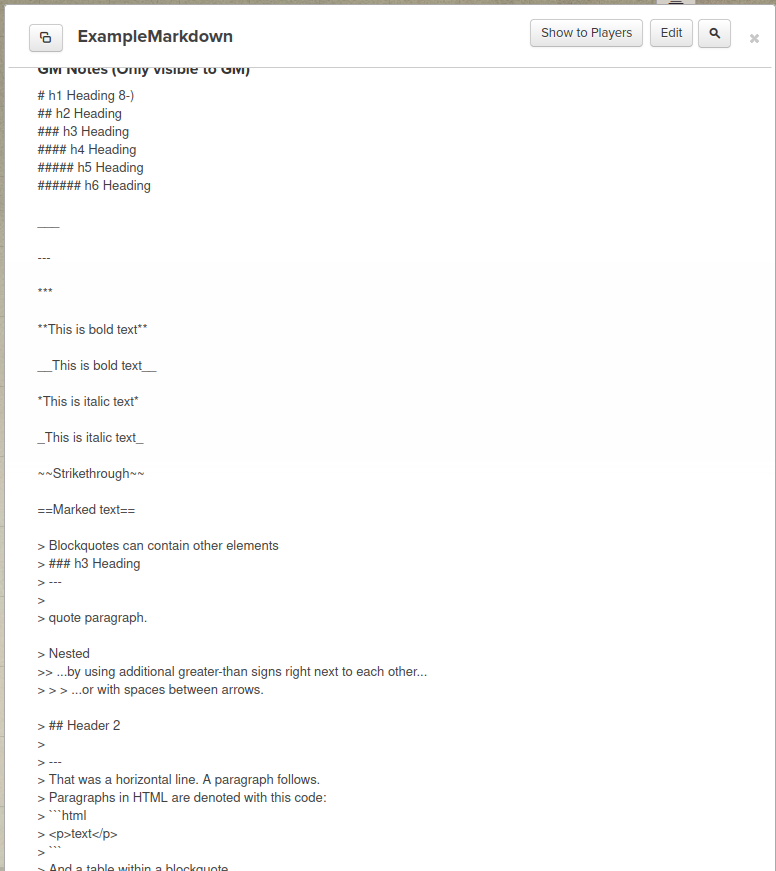 ExampleMarkdown
Show to Players
Edit
GM Notes (Only visible to GM)
# h1 Heading 8-)
## h2 Heading
### h3 Heading
#### h4 Heading
##### h5 Heading
###### h6 Heading
___
---
***
**This is bold text**
__This is bold text__
*This is italic text*
_This is italic text_
~~Strikethrough~~
==Marked text==
> Blockquotes can contain other elements
> ### h3 Heading
> ---
>
> quote paragraph.
> Nested
>> ...by using additional greater-than signs right next to each other...
> > > ...or with spaces between arrows.
> ## Header 2
>
> ---
> That was a horizontal line. A paragraph follows.
> Paragraphs in HTML are denoted with this code:
> ```html
> <p>text</p>
> ```
> And a table within a blockquote